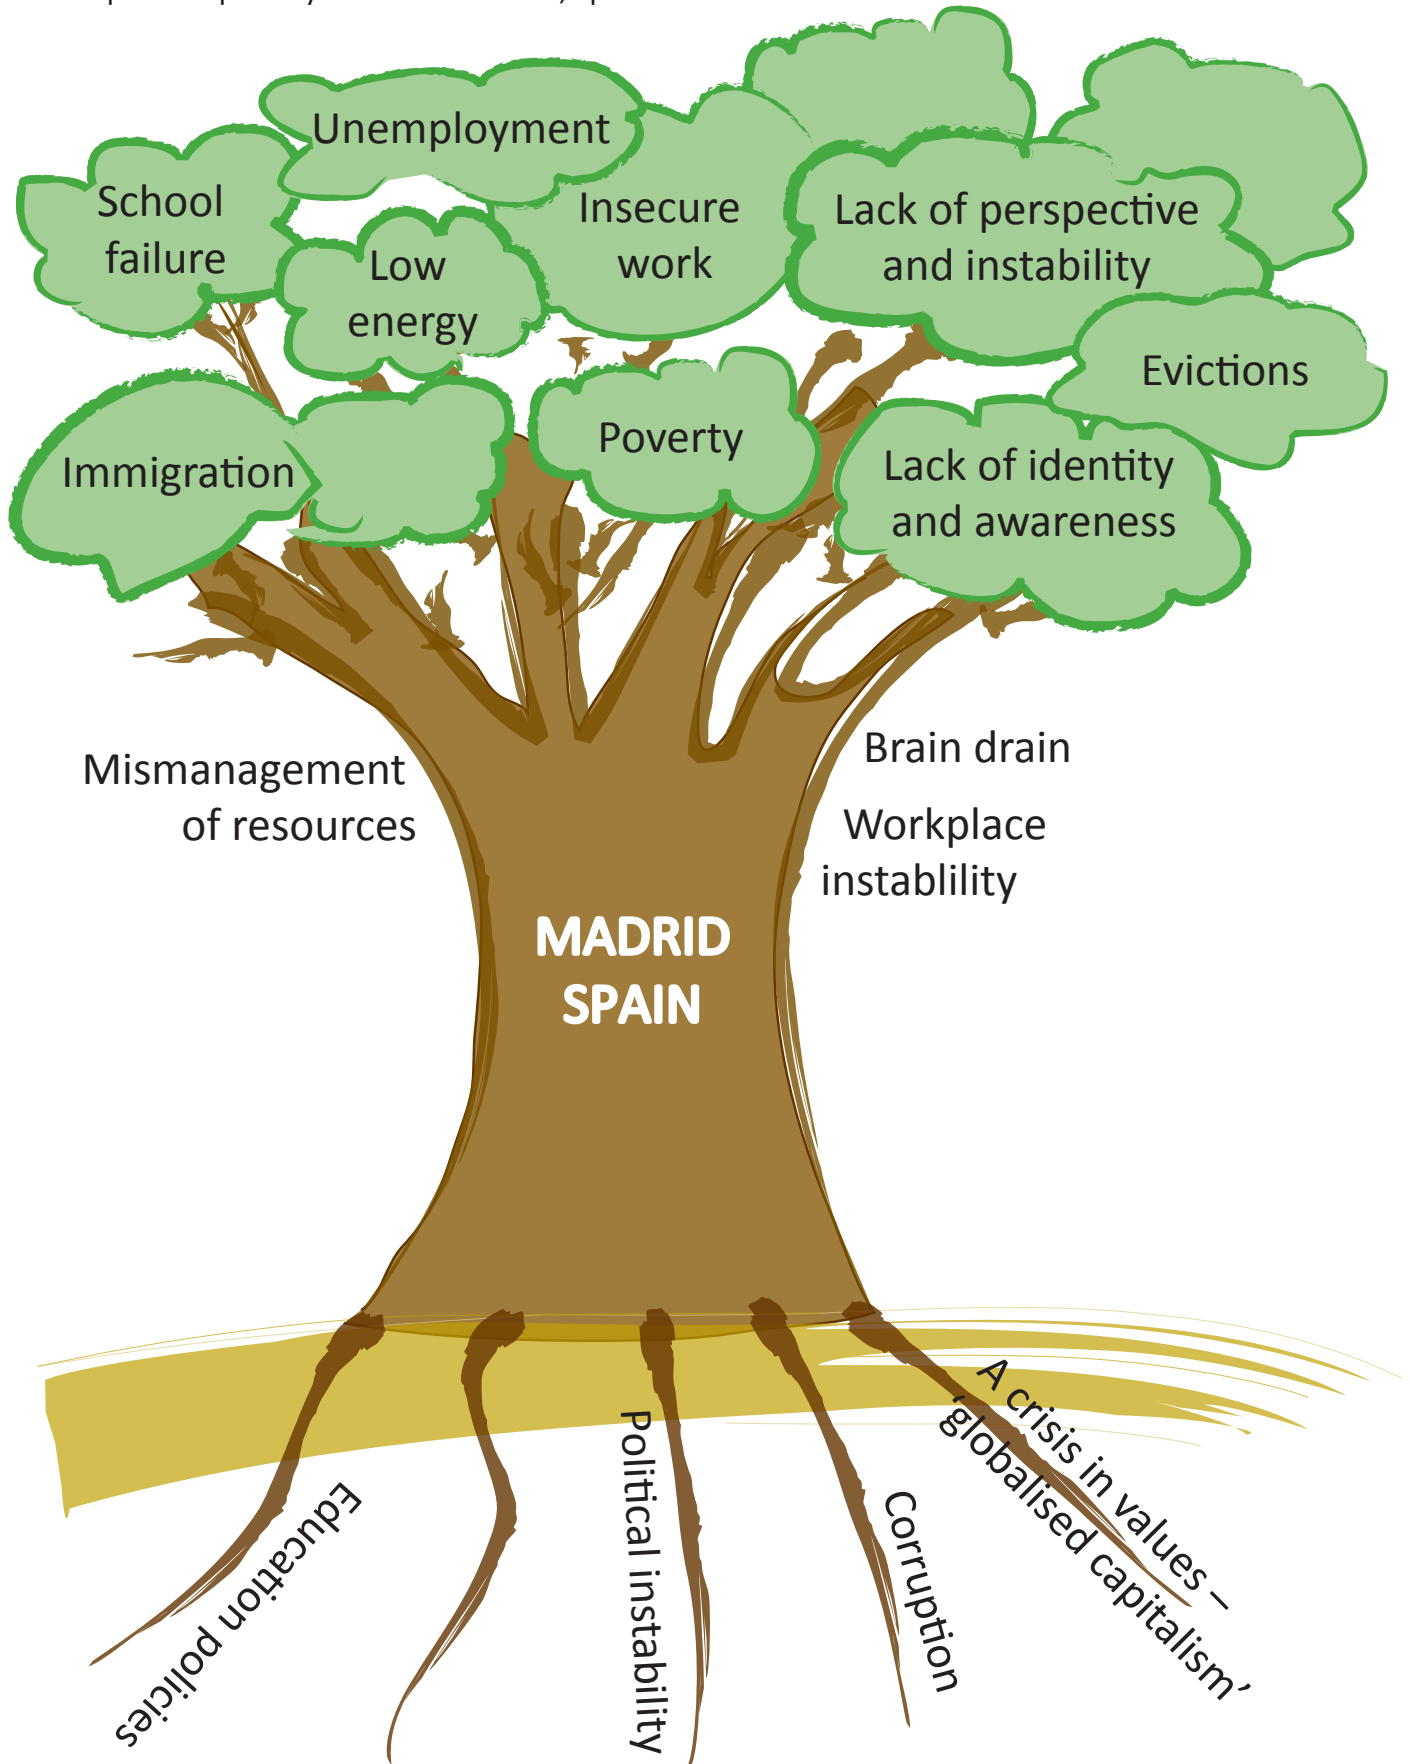 Unemployment
School
failure
Insecure
work
Lack of perspective
and instability
Low
energy
Evictions
Immigration
Poverty
Lack of identity
and awareness
Mismanagement
of resources
Brain drain
Workplace
instablility
MADRID
SPAIN
Education policies
Political instability
Corruption
A crisis in values –
‘globalised capitalism’